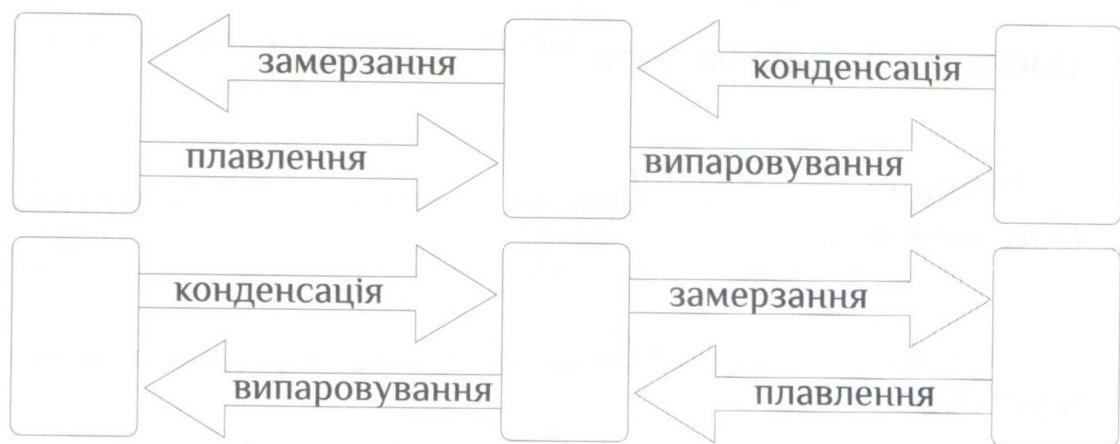 замерзання
конденсація
плавлення
випаровування
конденсація
замерзання
випаровування
плавлення